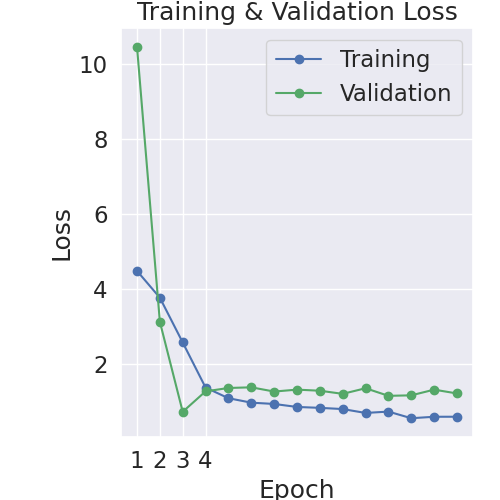 Training & Validation Loss
Training
Validation
Loss
10
8
6
4
2
1 2 3 4
Epoch